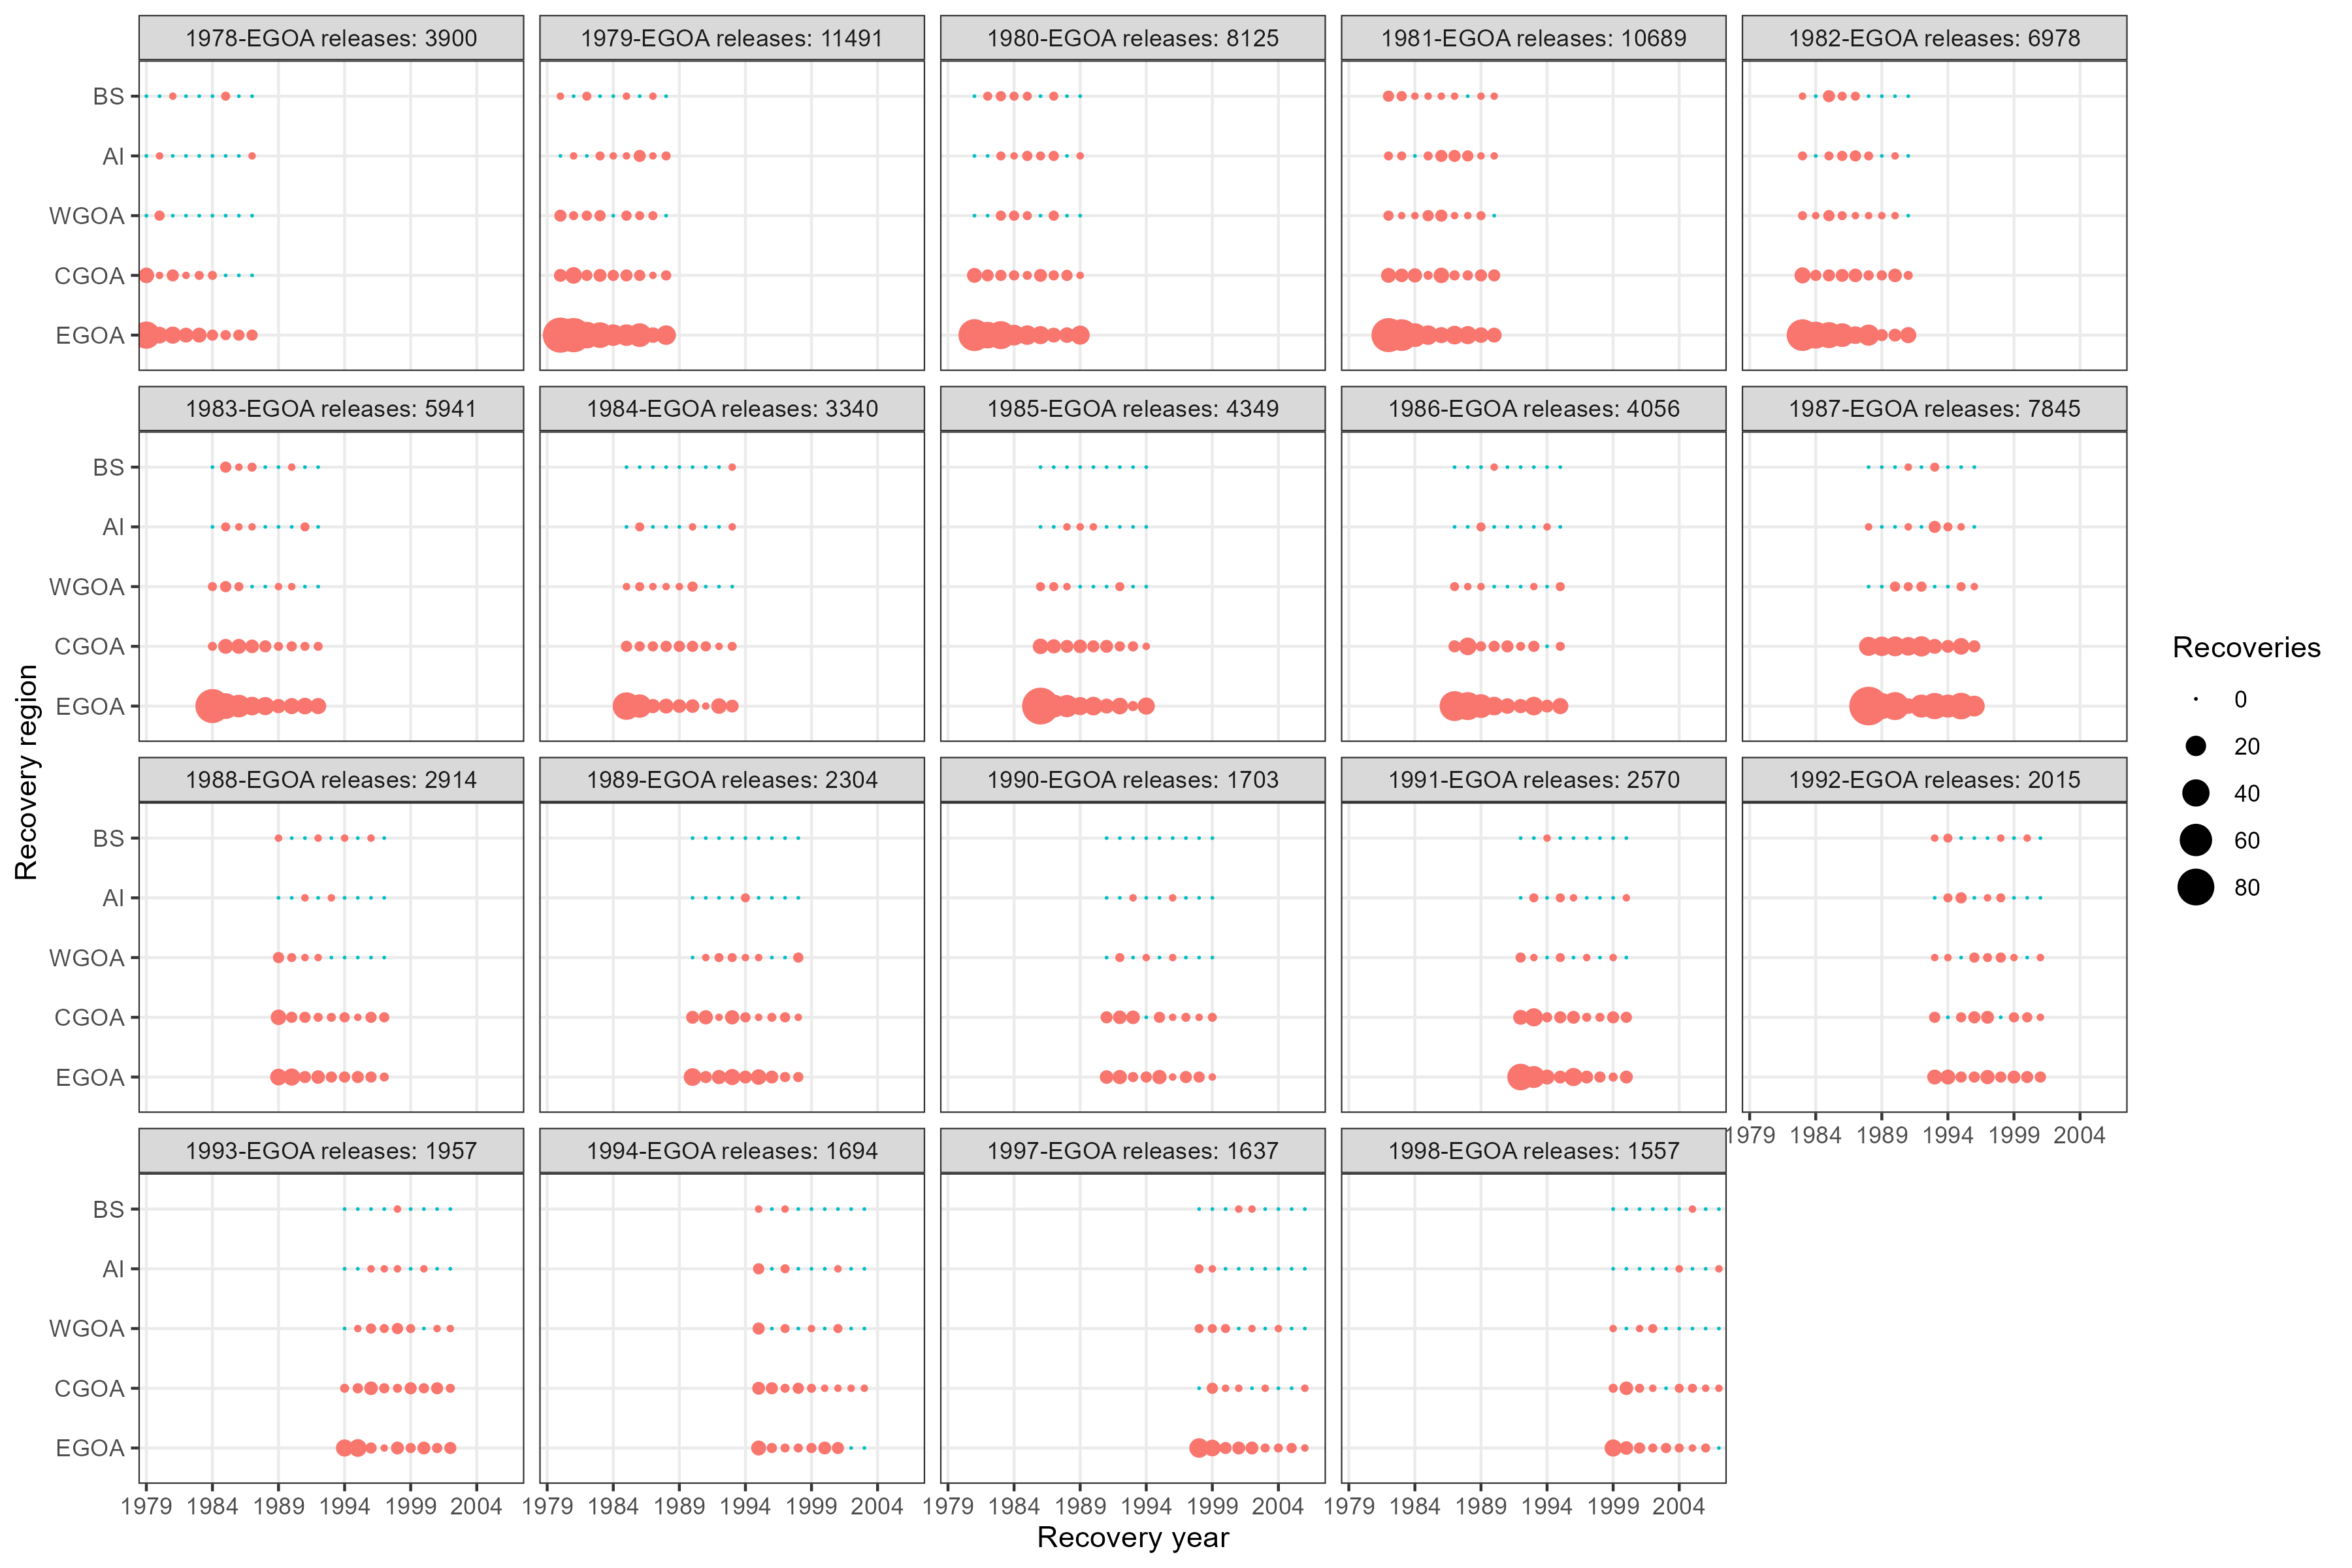 1978-EGOA releases: 3900
1979-EGOA releases: 11491
1980-EGOA releases: 8125
1981-EGOA releases: 10689
1982-EGOA releases: 6978
BS
AI
WGOA
CGOA
EGOA
1983-EGOA releases: 5941
1984-EGOA releases: 3340
1985-EGOA releases: 4349
1986-EGOA releases: 4056
1987-EGOA releases: 7845
BS
AI
WGOA
CGOA
EGOA
1988-EGOA releases: 2914
1989-EGOA releases: 2304
1990-EGOA releases: 1703
1991-EGOA releases: 2570
1992-EGOA releases: 2015
BS
AI
WGOA
CGOA
EGOA
1979 1984 1989 1994 1999 2004
1993-EGOA releases: 1957
1994-EGOA releases: 1694
1997-EGOA releases: 1637
1998-EGOA releases: 1557
BS
AI
WGOA
CGOA
EGOA
1979 1984 1989 1994 1999 2004
1979 1984 1989 1994 1999 2004
1979 1984 1989 1994 1999 2004
1979 1984 1989 1994 1999 2004
Recovery year
Recovery region
Recoveries
0
20
40
60
80